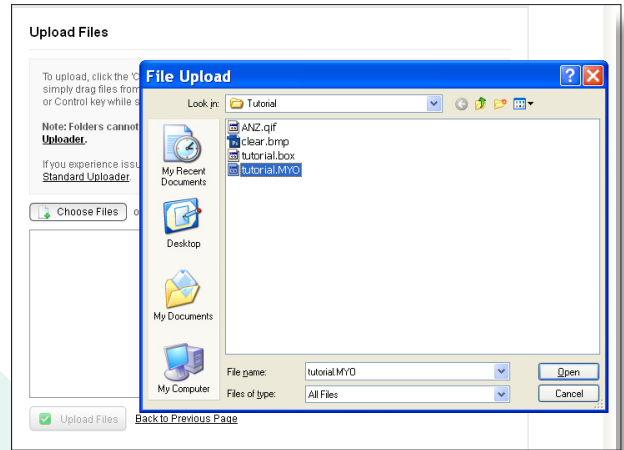 Upload Files
To upload, click the 'C
simply drag files from
or Control key while s
Note: Folders cannot
Uploader.
If you experience issu
Standard Uploader.
Choose Files o
Upload Files Back to Previous Page
File Upload
Look in: Tutorial
ANZ.qif
clear.bmp
tutorial.box
tutorial.MYO
My Recent
Documents
Desktop
My Documents
My Computer
File name: tutorial.MYO
Open
Files of type: All Files
Cancel